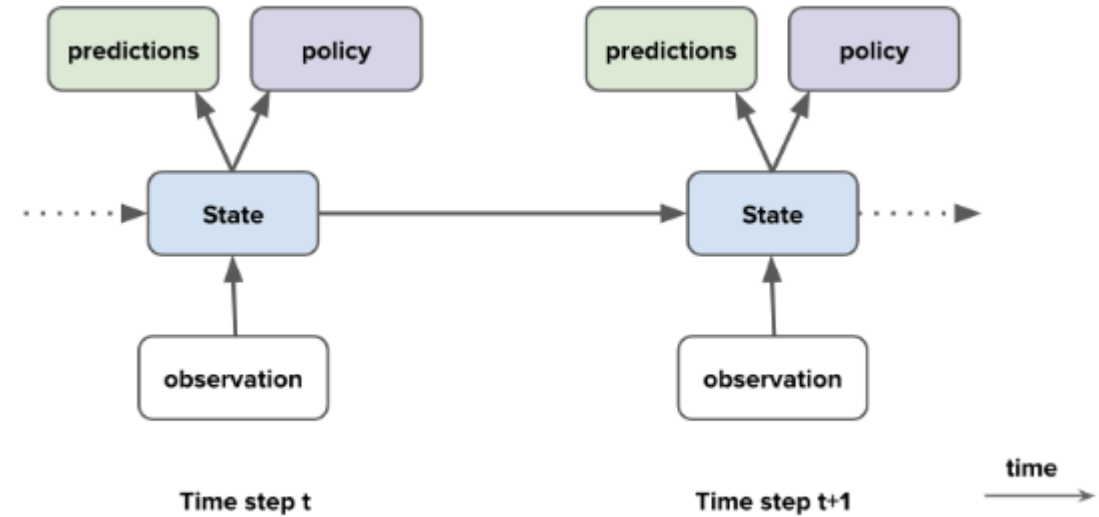 predictions
policy
predictions
policy
State
State
observation
observation
time
Time step t
Time step t+1